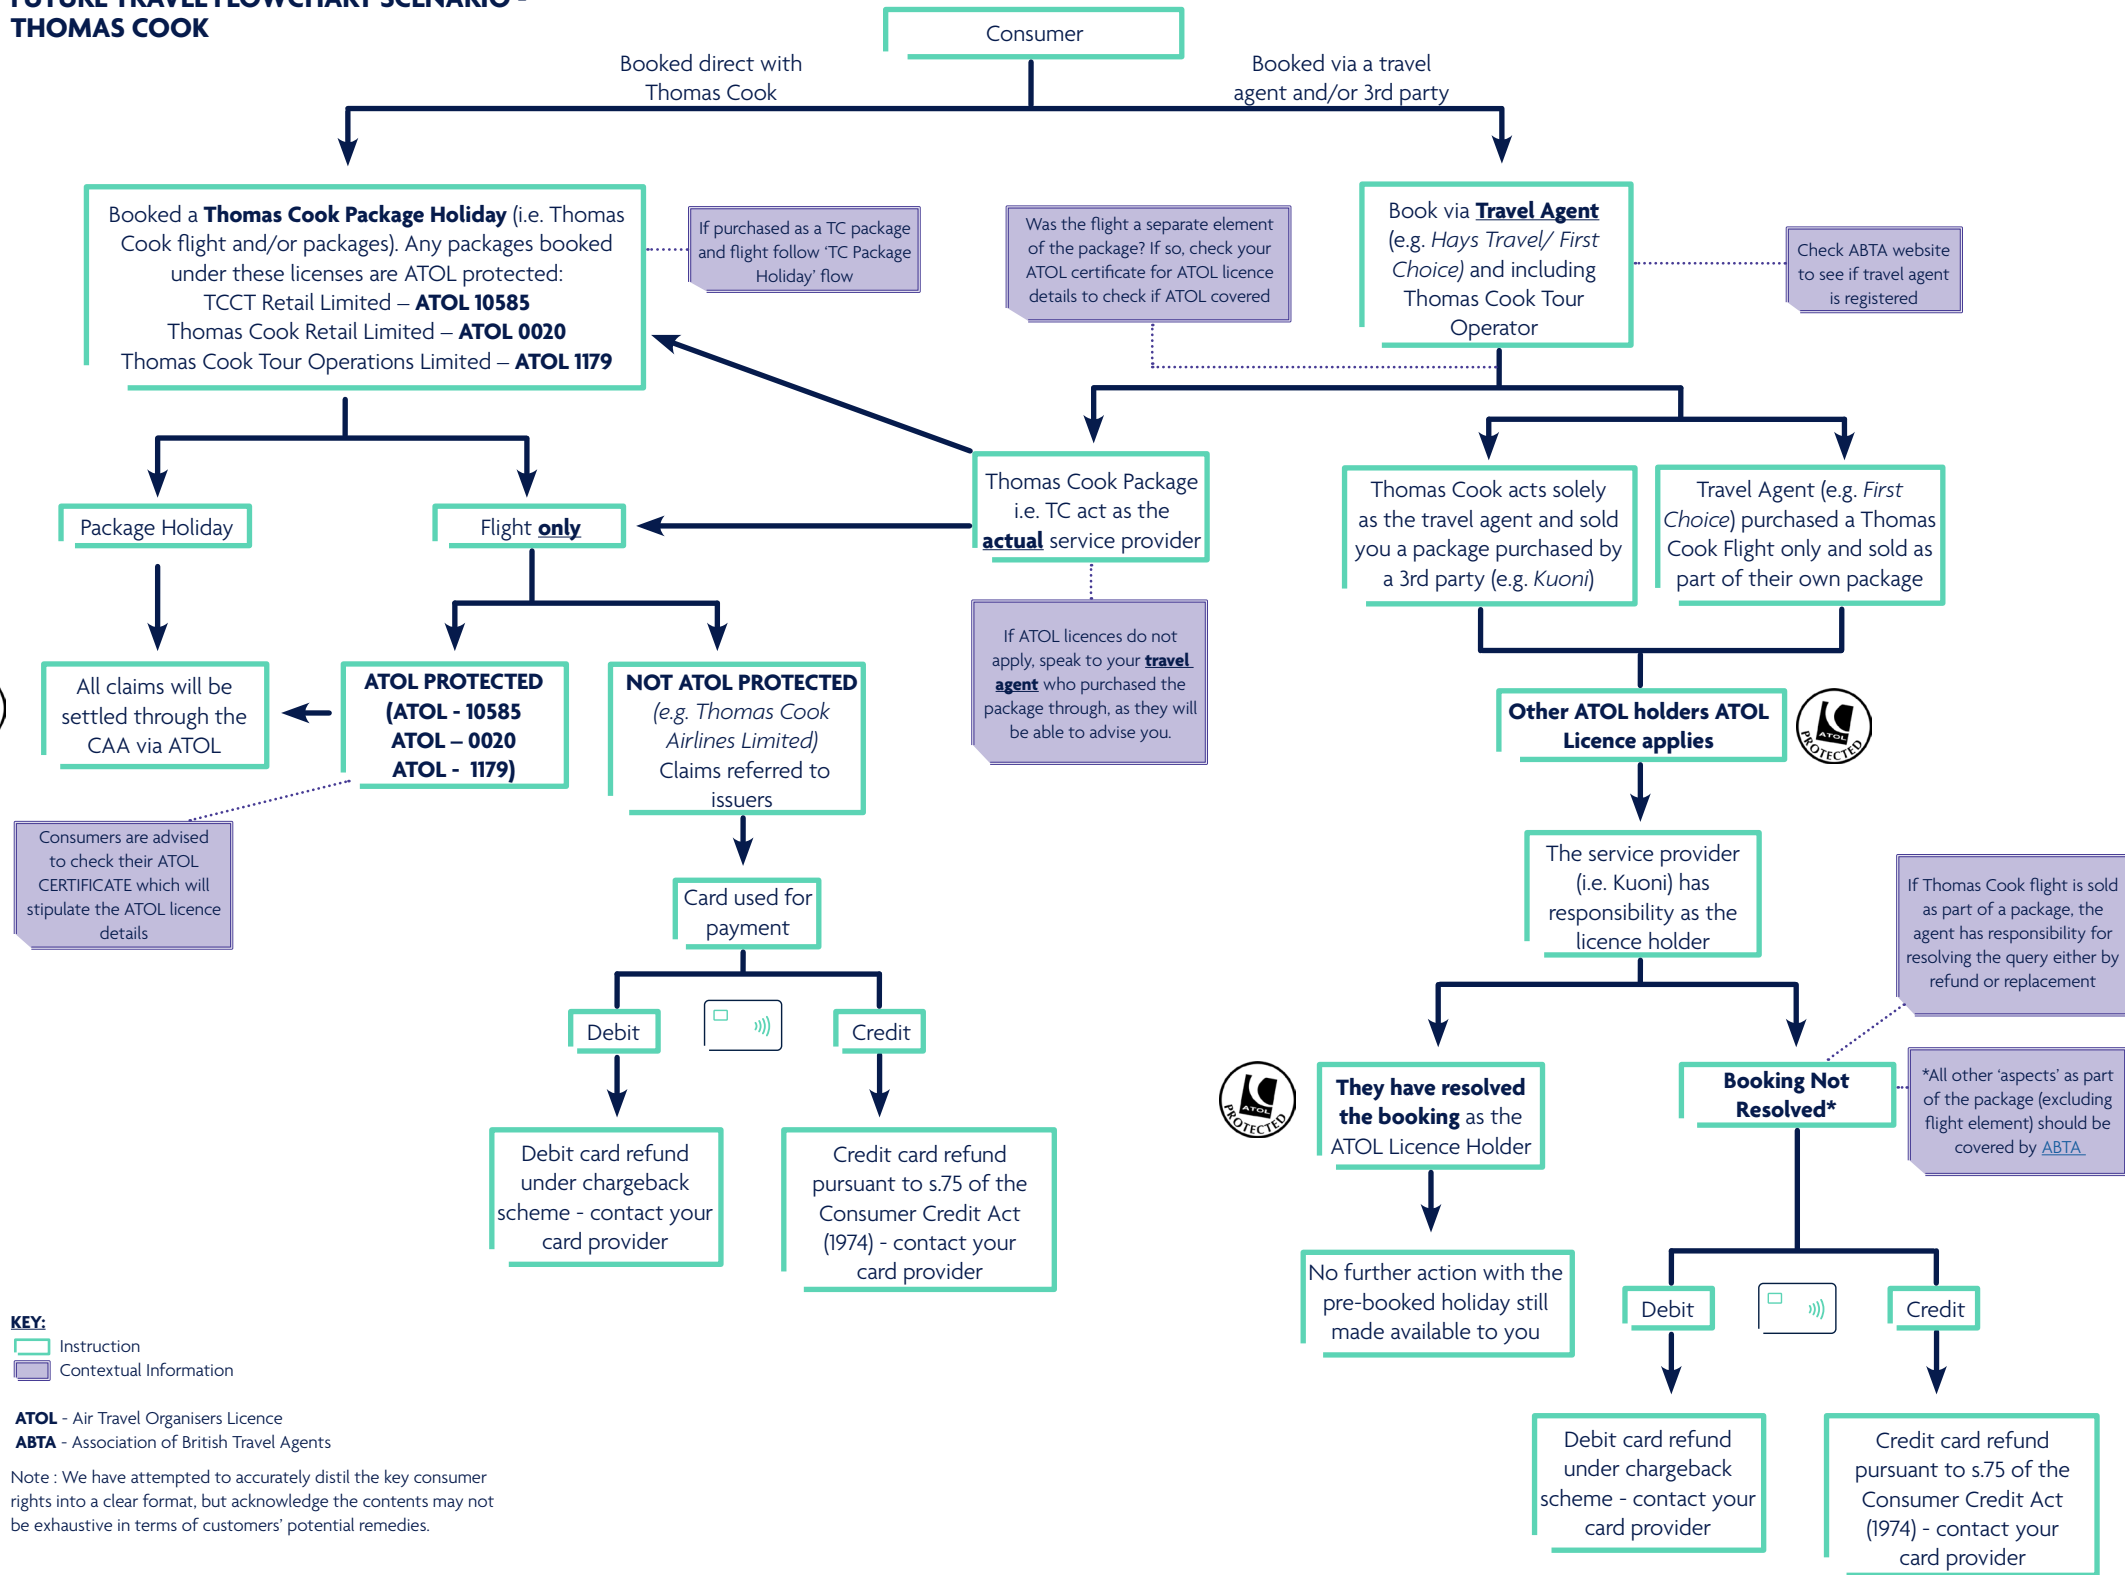 FUTURE TRAVEL FLOWCHART SCENARIO -
THOMAS COOK
Consumer
Booked direct with
Thomas Cook
Booked via a travel
agent and/or 3rd party
Booked a Thomas Cook Package Holiday (i.e. Thomas
Cook flight and/or packages). Any packages booked
under these licenses are ATOL protected:
TCCT Retail Limited – ATOL 10585
Thomas Cook Retail Limited – ATOL 0020
Thomas Cook Tour Operations Limited – ATOL 1179
If purchased as a TC package
and flight follow ‘TC Package
Holiday’ flow
Was the flight a separate element
of the package? If so, check your
ATOL certificate for ATOL licence
details to check if ATOL covered
Book via Travel Agent
(e.g. Hays Travel/ First
Choice) and including
Thomas Cook Tour
Operator
Check ABTA website
to see if travel agent
is registered
Package Holiday
Flight only
Thomas Cook Package
i.e. TC act as the
actual service provider
Thomas Cook acts solely
as the travel agent and sold
you a package purchased by
a 3rd party (e.g. Kuoni)
Travel Agent (e.g. First
Choice) purchased a Thomas
Cook Flight only and sold as
part of their own package
All claims will be
settled through the
CAA via ATOL
ATOL PROTECTED
(ATOL - 10585
ATOL – 0020
ATOL - 1179)
NOT ATOL PROTECTED
(e.g. Thomas Cook
Airlines Limited)
Claims referred to
issuers
If ATOL licences do not
apply, speak to your travel
agent who purchased the
package through, as they will
be able to advise you.
Other ATOL holders ATOL
Licence applies
ATOL
PROTECTED
Consumers are advised
to check their ATOL
CERTIFICATE which will
stipulate the ATOL licence
details
Card used for
payment
The service provider
(i.e. Kuoni) has
responsibility as the
licence holder
If Thomas Cook flight is sold
as part of a package, the
agent has responsibility for
resolving the query either by
refund or replacement
Debit
Credit
ATOL
PROTECTED
They have resolved
the booking as the
ATOL Licence Holder
Booking Not
Resolved*
*All other ‘aspects’ as part
of the package (excluding
flight element) should be
covered by ABTA
Debit card refund
under chargeback
scheme - contact your
card provider
Credit card refund
pursuant to s.75 of the
Consumer Credit Act
(1974) - contact your
card provider
No further action with the
pre-booked holiday still
made available to you
Debit
Credit
Debit card refund
under chargeback
scheme - contact your
card provider
Credit card refund
pursuant to s.75 of the
Consumer Credit Act
(1974) - contact your
card provider
KEY:
Instruction
Contextual Information
ATOL - Air Travel Organisers Licence
ABTA - Association of British Travel Agents
Note : We have attempted to accurately distil the key consumer
rights into a clear format, but acknowledge the contents may not
be exhaustive in terms of customers’ potential remedies.